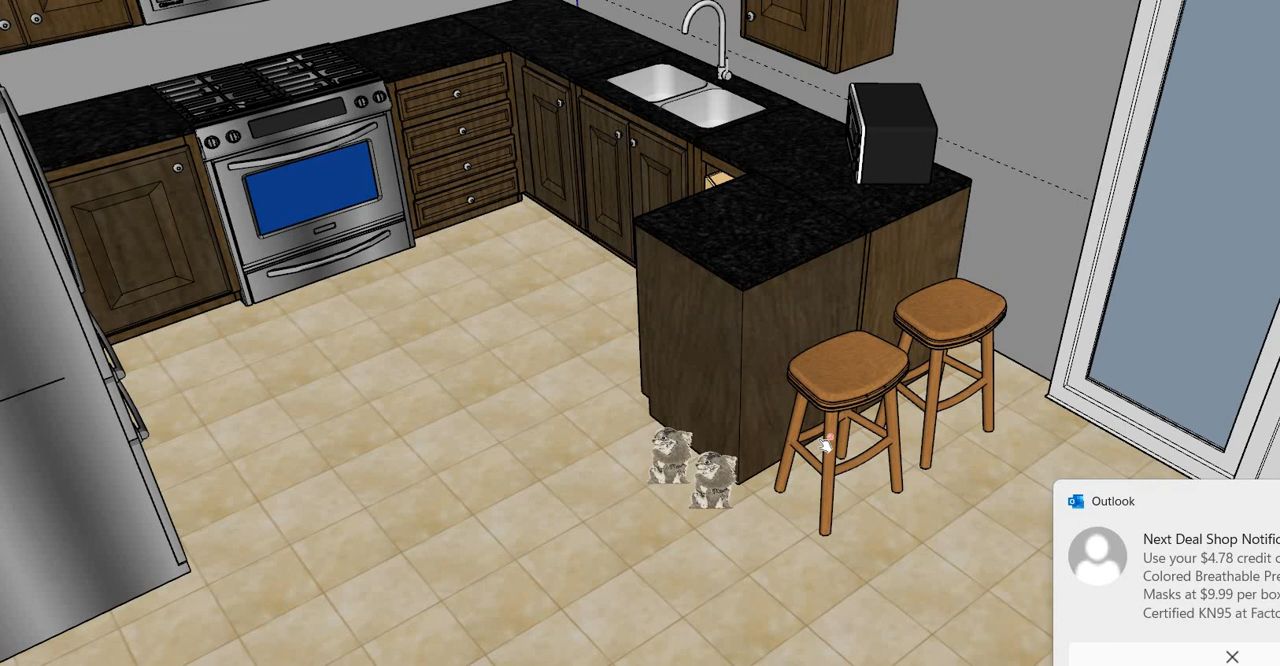 Outlook
Next Deal Shop Notific
Use your $4.78 credit
Colored Breathable Pre
Masks at $9.99 per box
Certified KN95 at Facto